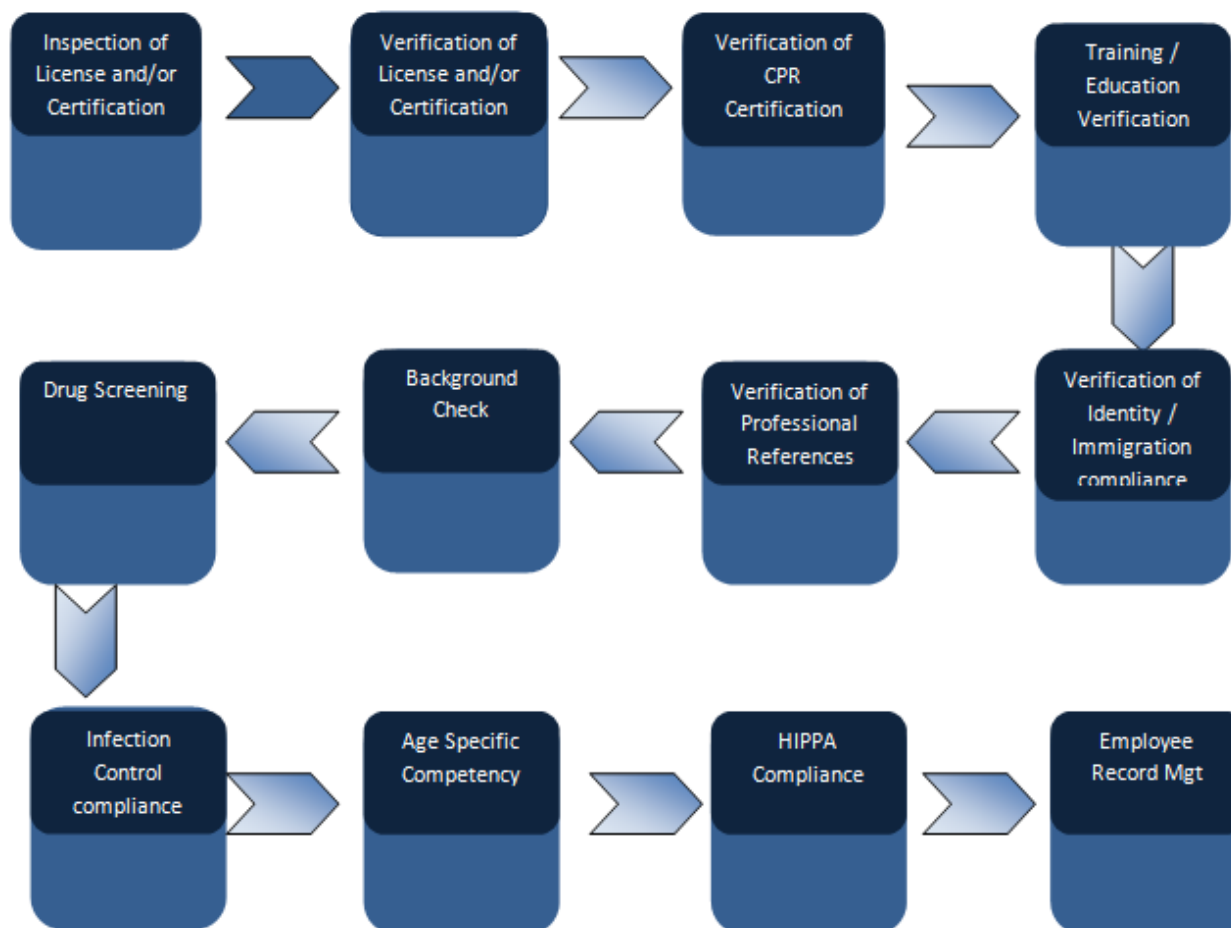 Inspection of
License and/or
Certification
Verification of
License and/or
Certification
Verification of
CPR
Certification
Training /
Education
Verification
Verification of
Identity /
Immigration
compliance
Verification of
Professional
References
Background
Check
Drug Screening
Infection
Control
compliance
Age Specific
Competency
HIPPA
Compliance
Employee
Record Mgt